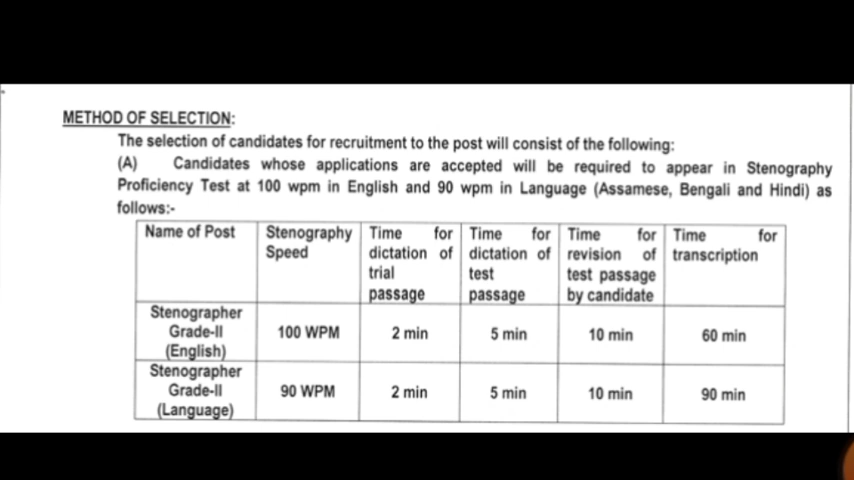 METHOD OF SELECTION:
The selection of candidates for recruitment to the post will consist of the following:
(A) Candidates whose applications are accepted will be required to appear in Stenography
Proficiency Test at 100 wpm in English and 90 wpm in Language (Assamese, Bengali and Hindi) as
follows:-
Name of Post | Stenography Speed | Time for dictation of trial passage | Time for dictation of test passage | Time for revision of test passage by candidate | Time for transcription
Stenographer Grade-II (English) | 100 WPM | 2 min | 5 min | 10 min | 60 min
Stenographer Grade-II (Language) | 90 WPM | 2 min | 5 min | 10 min | 90 min